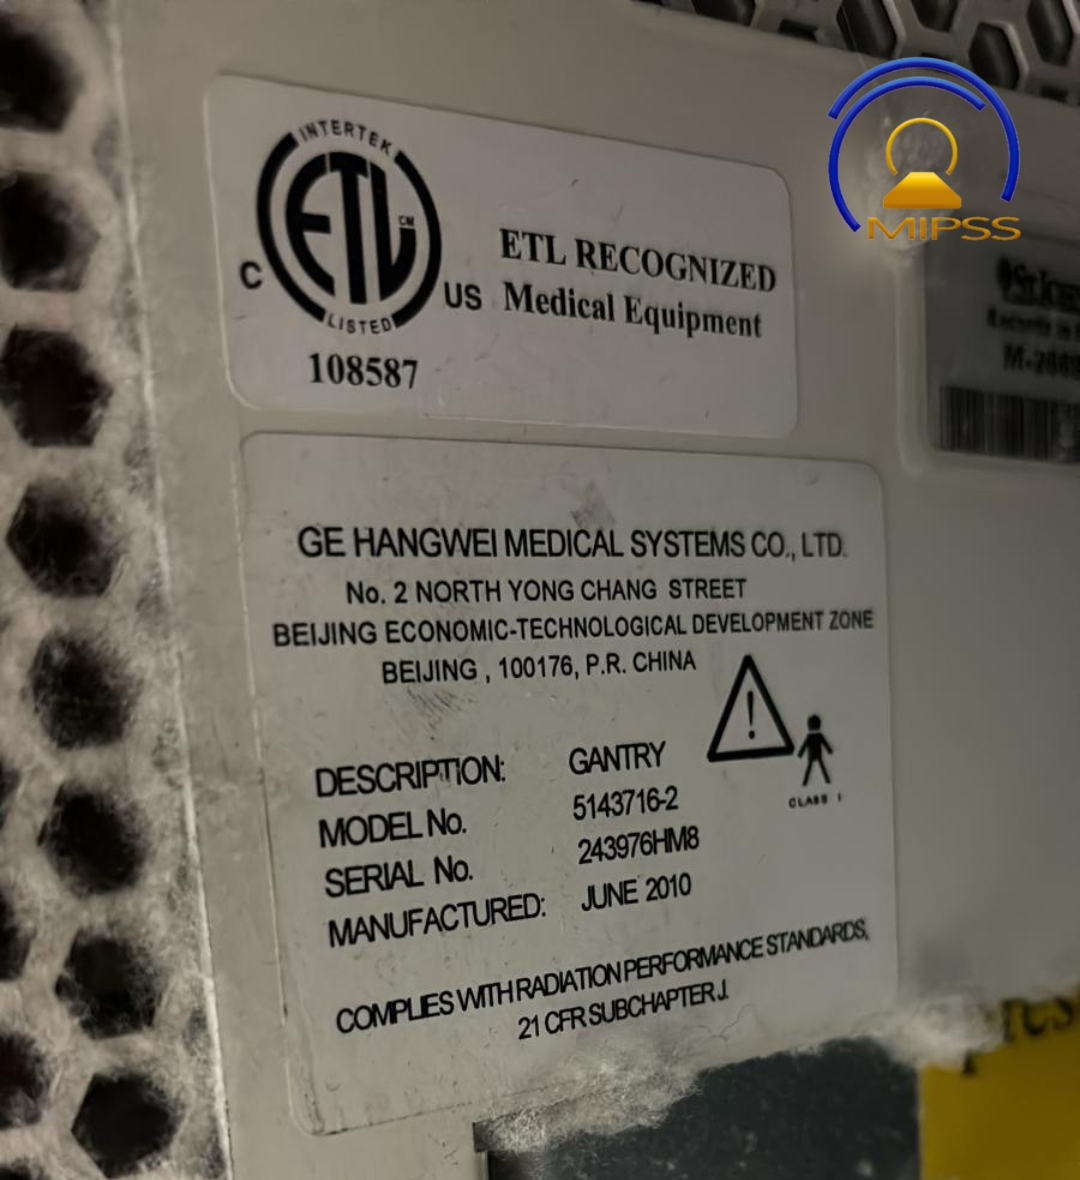 INTERTEK
ETL CM
C US
LISTED
108587
ETL RECOGNIZED
Medical Equipment
MIPSS
GE HANGWEI MEDICAL SYSTEMS CO., LTD.
No. 2 NORTH YONG CHANG STREET
BEIJING ECONOMIC-TECHNOLOGICAL DEVELOPMENT ZONE
BEIJING , 100176, P.R. CHINA
DESCRIPTION: GANTRY
MODEL No. 5143716-2
SERIAL No. 243976HM8
MANUFACTURED: JUNE 2010
CLASS I
COMPLIES WITH RADIATION PERFORMANCE STANDARDS,
21 CFR SUBCHAPTER J.